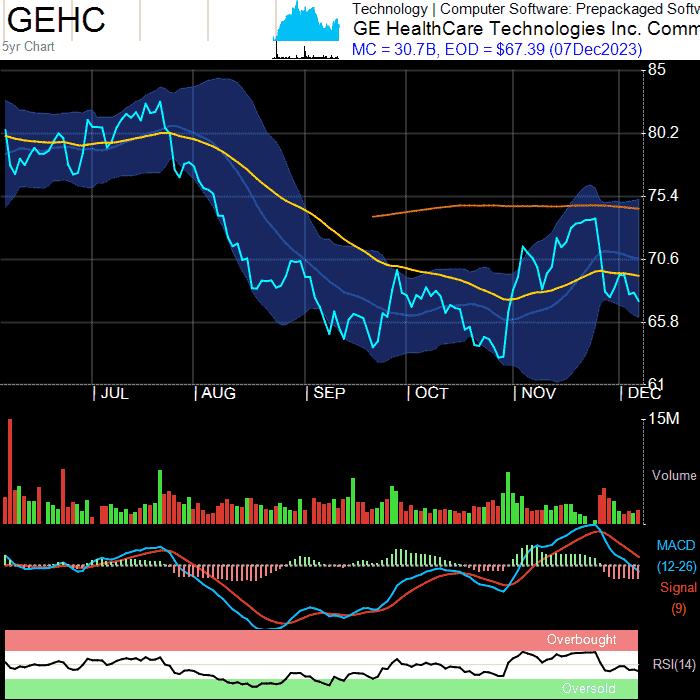 GEHC
5yr Chart
Technology | Computer Software: Prepackaged Softw
GE HealthCare Technologies Inc. Comm
MC = 30.7B, EOD = $67.39 (07Dec2023)
85
80.2
75.4
70.6
65.8
61
JUL
AUG
SEP
OCT
NOV
DEC
15M
Volume
MACD
(12-26)
Signal
(9)
Overbought
RSI(14)
Oversold